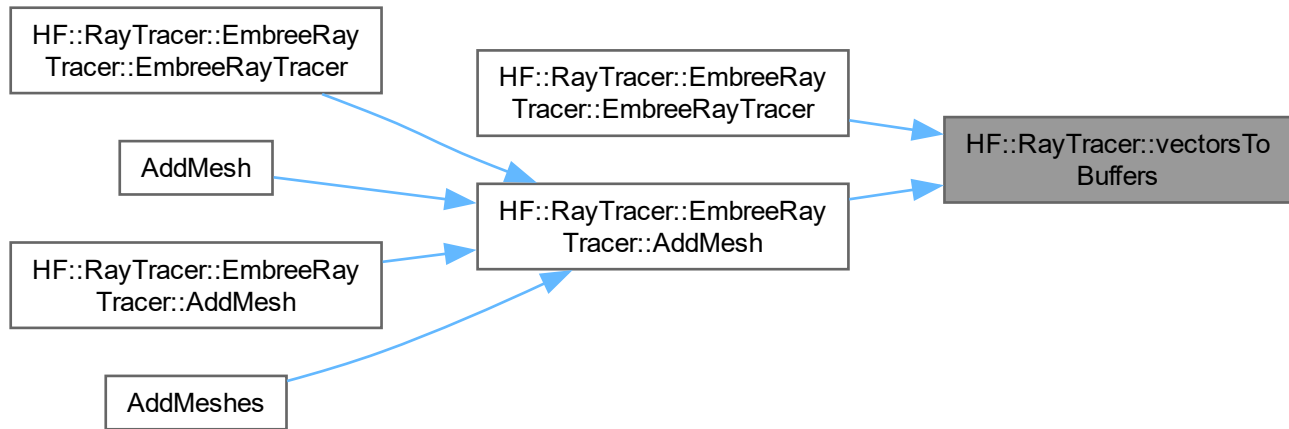 HF::RayTracer::EmbreeRay
Tracer::EmbreeRayTracer
AddMesh
HF::RayTracer::EmbreeRay
Tracer::AddMesh
AddMeshes
HF::RayTracer::EmbreeRay
Tracer::EmbreeRayTracer
HF::RayTracer::EmbreeRay
Tracer::AddMesh
HF::RayTracer::vectorsTo
Buffers